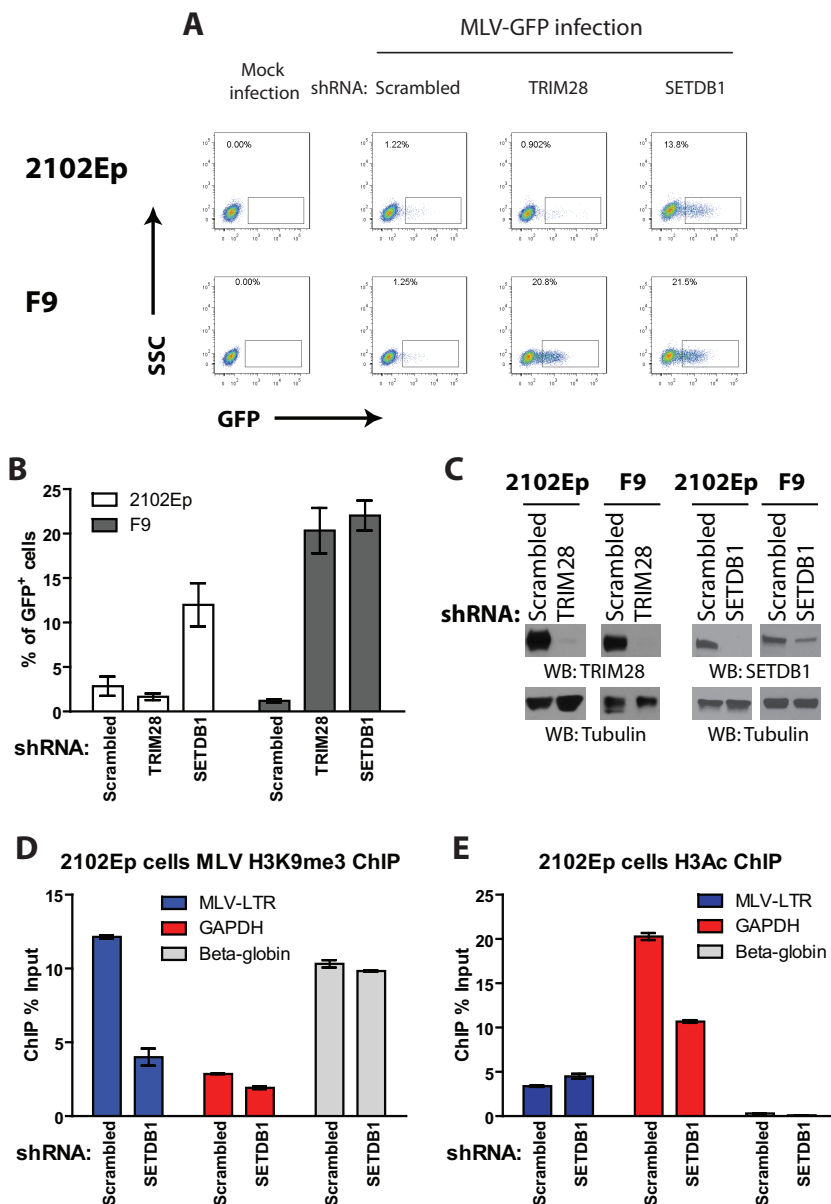 A
MLV-GFP infection
Mock infection
shRNA: Scrambled TRIM28 SETDB1
2102Ep
0.00% 1.22% 0.902% 13.8%
F9
0.00% 1.25% 20.8% 21.5%
SSC
GFP
B
2102Ep
F9
% of GFP+ cells
25
20
15
10
5
0
shRNA:
Scrambled
TRIM28
SETDB1
Scrambled
TRIM28
SETDB1
C
2102Ep F9 2102Ep F9
shRNA:
Scrambled
TRIM28
Scrambled
TRIM28
Scrambled
SETDB1
Scrambled
SETDB1
WB: TRIM28 WB: SETDB1
WB: Tubulin WB: Tubulin
D
2102Ep cells MLV H3K9me3 ChIP
MLV-LTR
GAPDH
Beta-globin
ChIP % Input
15
10
5
0
shRNA:
Scrambled
SETDB1
Scrambled
SETDB1
Scrambled
SETDB1
E
2102Ep cells H3Ac ChIP
MLV-LTR
GAPDH
Beta-globin
ChIP % Input
25
20
15
10
5
0
shRNA:
Scrambled
SETDB1
Scrambled
SETDB1
Scrambled
SETDB1